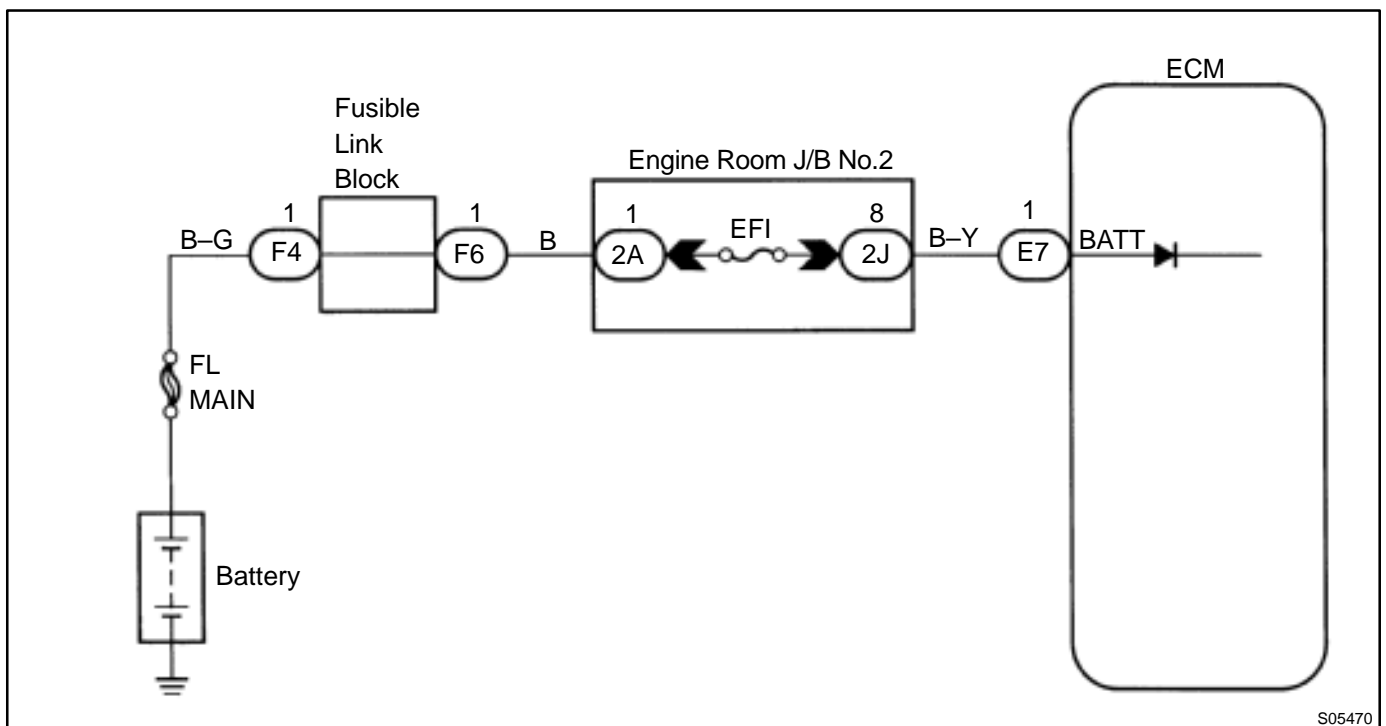 ECM
Fusible
Link
Block
Engine Room J/B No.2
1
1
1
8
1
B–G
F4
F6
B
2A
EFI
2J
B–Y
E7
BATT
FL
MAIN
Battery
S05470